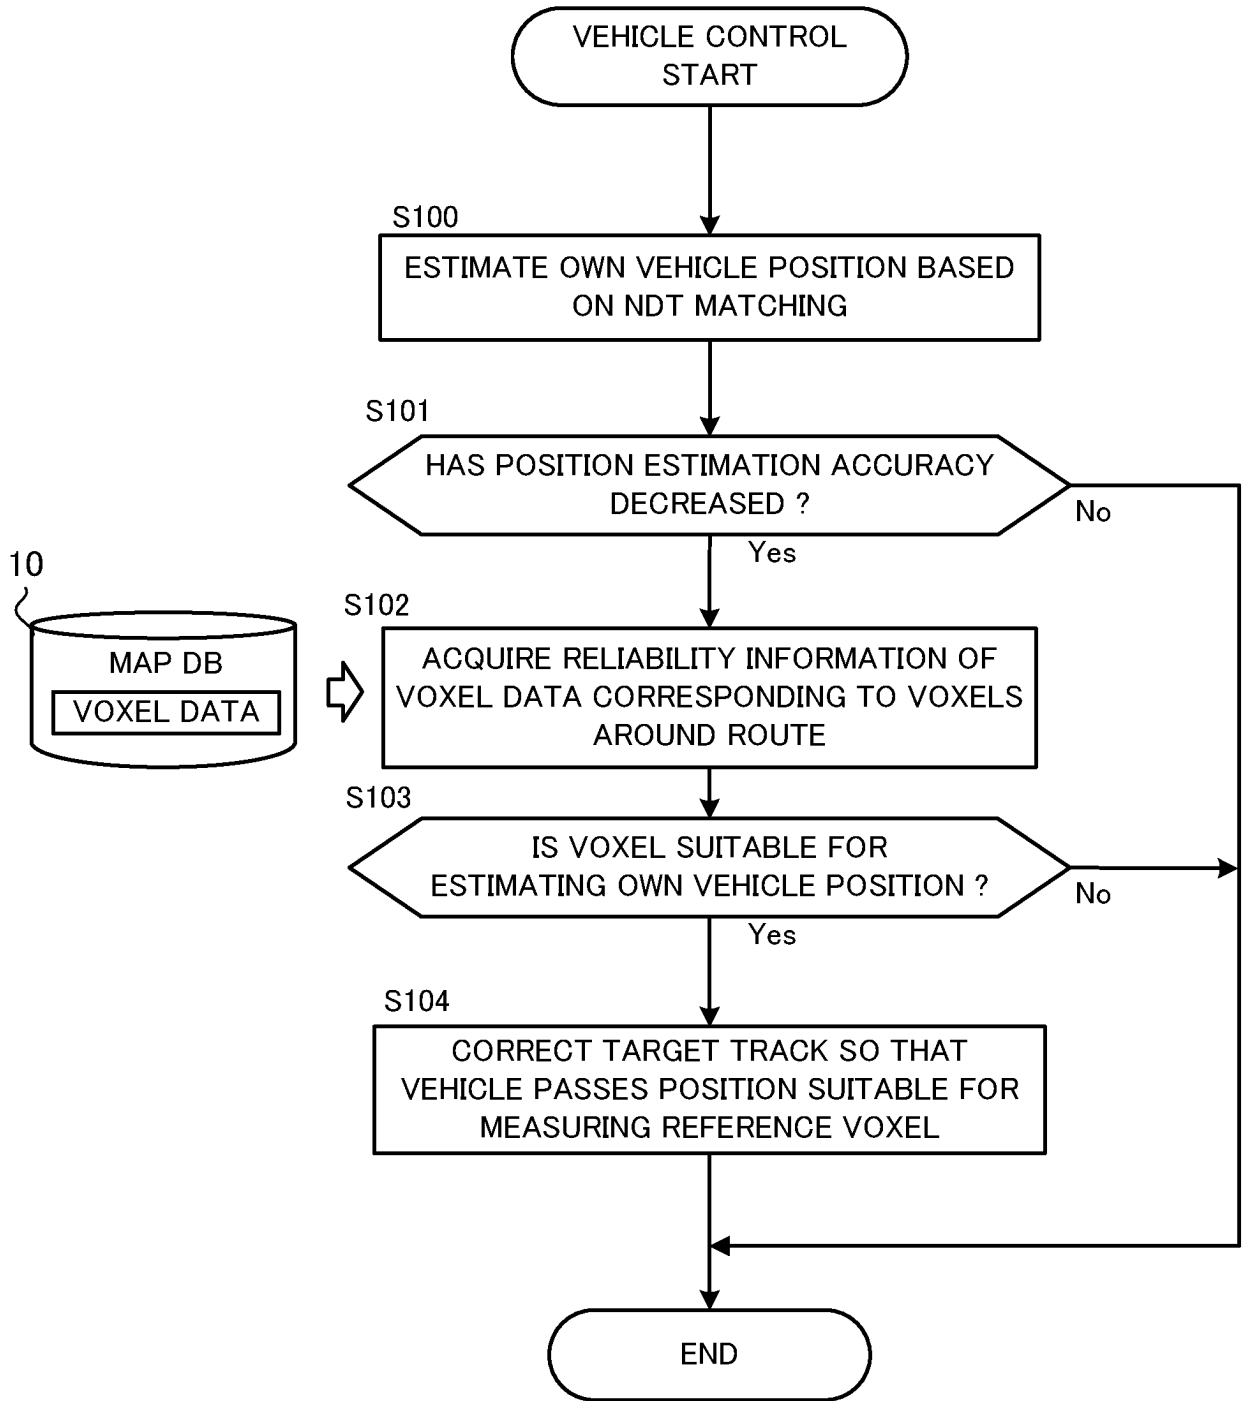 VEHICLE CONTROL
START
S100
ESTIMATE OWN VEHICLE POSITION BASED
ON NDT MATCHING
S101
HAS POSITION ESTIMATION ACCURACY
DECREASED ?
No
Yes
10
MAP DB
VOXEL DATA
S102
ACQUIRE RELIABILITY INFORMATION OF
VOXEL DATA CORRESPONDING TO VOXELS
AROUND ROUTE
S103
IS VOXEL SUITABLE FOR
ESTIMATING OWN VEHICLE POSITION ?
No
Yes
S104
CORRECT TARGET TRACK SO THAT
VEHICLE PASSES POSITION SUITABLE FOR
MEASURING REFERENCE VOXEL
END